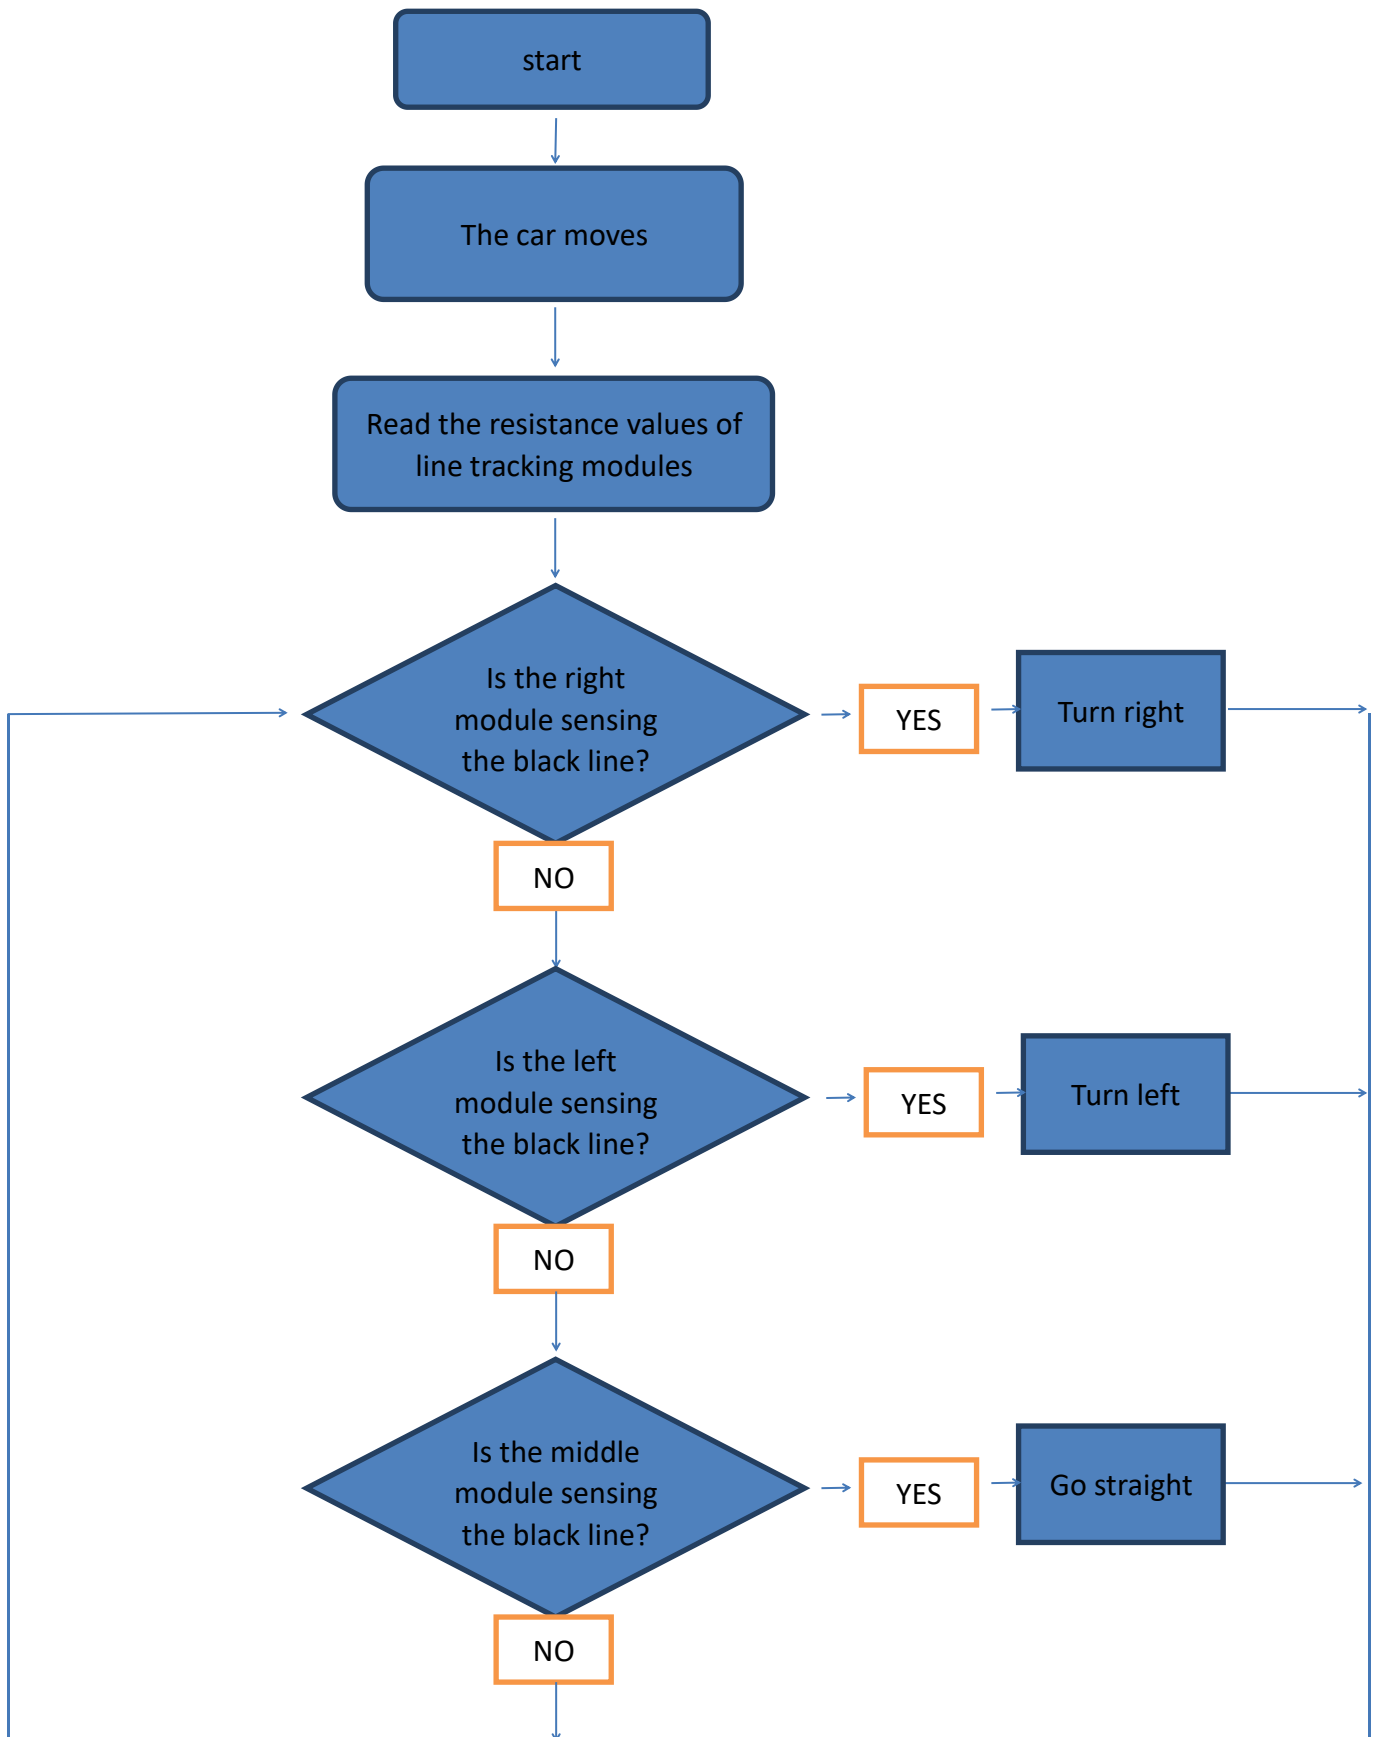 start
The car moves
Read the resistance values of
line tracking modules
Is the right
module sensing
the black line?
YES
Turn right
NO
Is the left
module sensing
the black line?
YES
Turn left
NO
Is the middle
module sensing
the black line?
YES
Go straight
NO